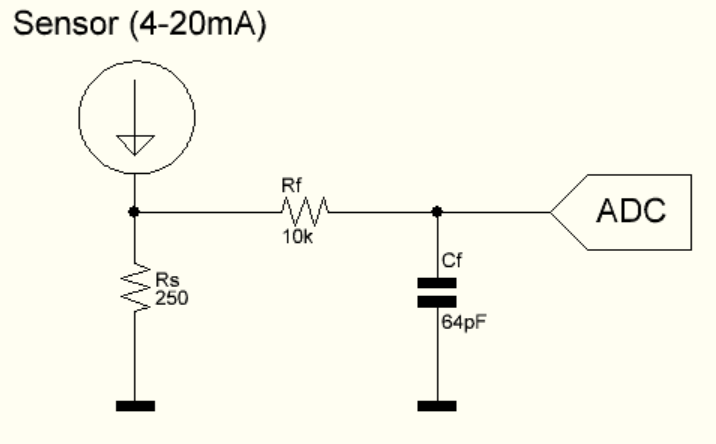 Sensor (4-20mA)
Rf
10k
ADC
Rs
250
Cf
64pF